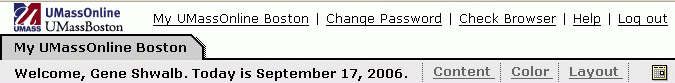 UMassOnline
UMASS UMassBoston
My UMassOnline Boston | Change Password | Check Browser | Help | Log out
My UMassOnline Boston
Welcome, Gene Shwalb. Today is September 17, 2006. Content Color Layout